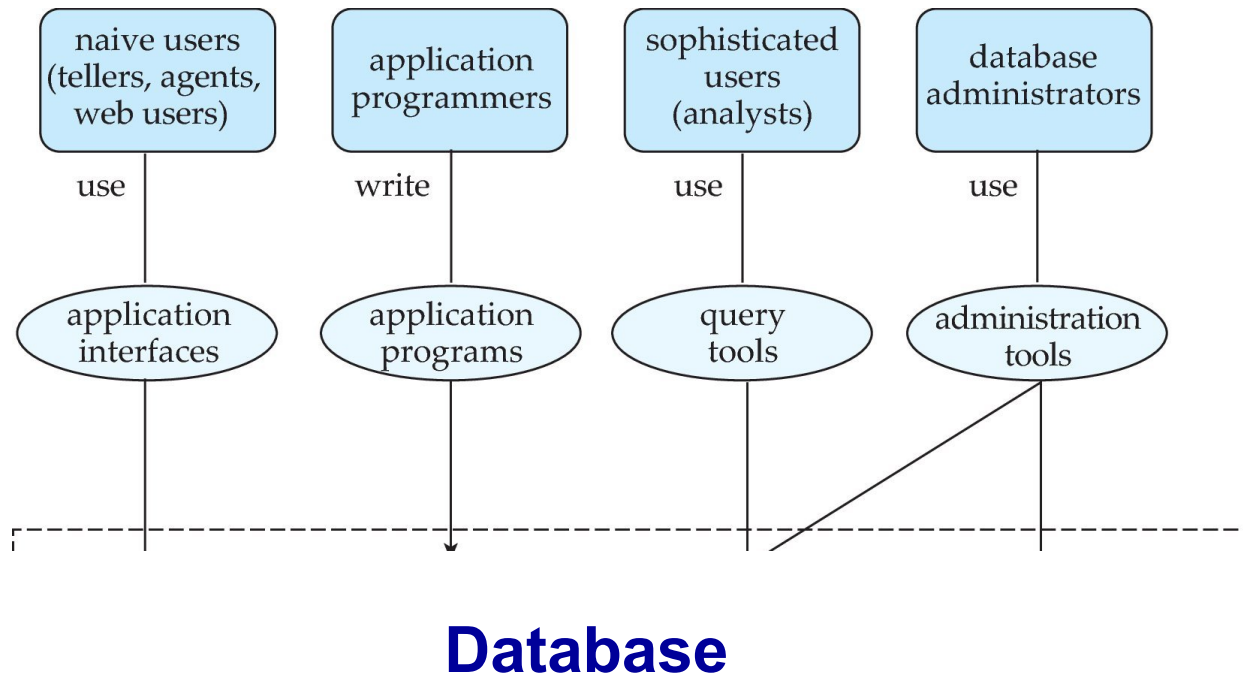 naive users
(tellers, agents,
web users)
application
programmers
sophisticated
users
(analysts)
database
administrators
use
write
use
use
application
interfaces
application
programs
query
tools
administration
tools
Database